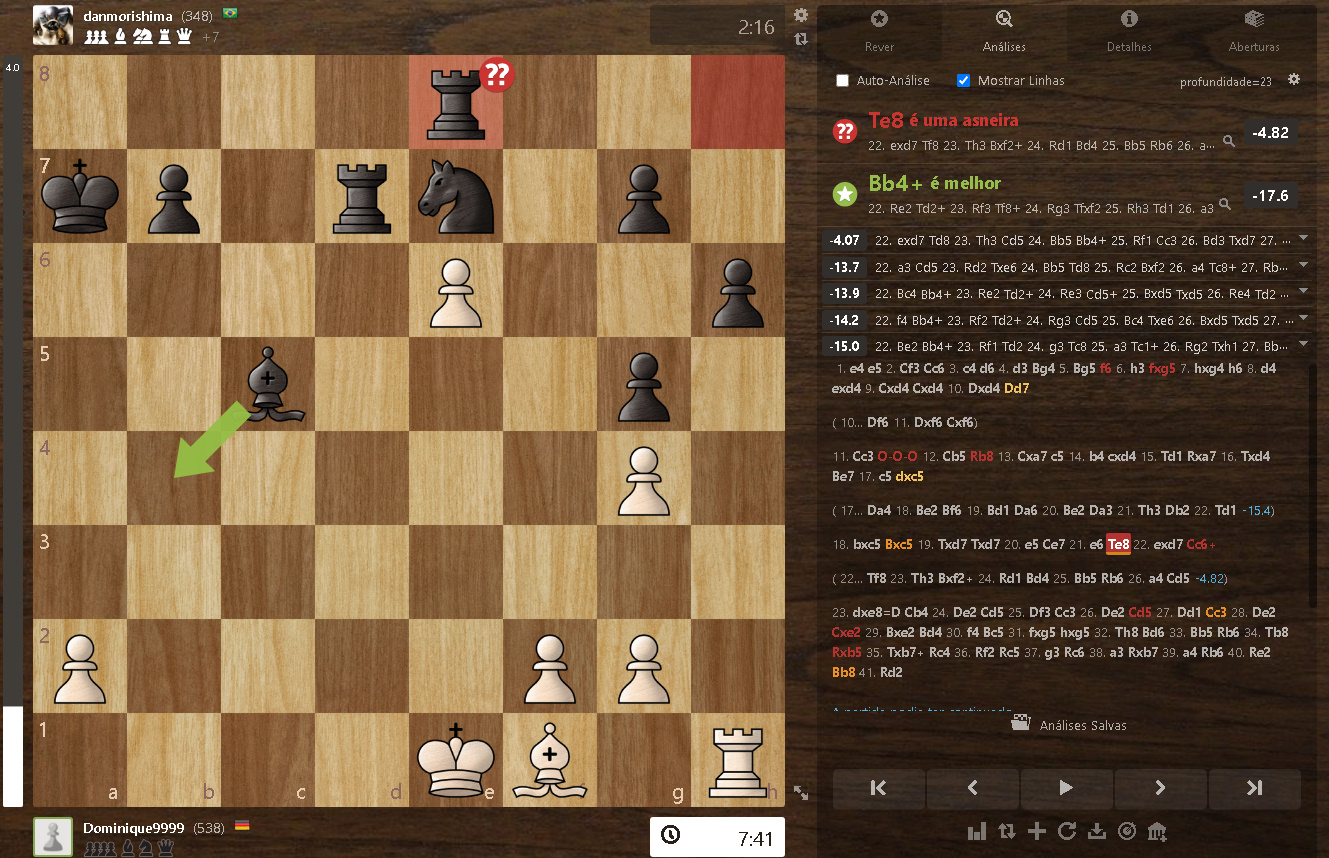 danmorishima (348)
+7
2:16
4.0
8
??
7
6
5
4
3
2
1
a b c d e f g h
Dominique9999 (538)
7:41
Rever Análises Detalhes Aberturas
Auto-Análise Mostrar Linhas profundidade=23
?? Te8 é uma asneira -4.82
22. exd7 Tf8 23. Th3 Bxf2+ 24. Rd1 Bd4 25. Bb5 Rb6 26. a...
Bb4+ é melhor -17.6
22. Re2 Td2+ 23. Rf3 Tf8+ 24. Rg3 Tfxf2 25. Rh3 Td1 26. a3
-4.07 22. exd7 Td8 23. Th3 Cd5 24. Bb5 Bb4+ 25. Rf1 Cc3 26. Bd3 Txd7 27. ...
-13.7 22. a3 Cd5 23. Rd2 Txe6 24. Bb5 Td8 25. Rc2 Bxf2 26. a4 Tc8+ 27. Rb...
-13.9 22. Bc4 Bb4+ 23. Re2 Td2+ 24. Re3 Cd5+ 25. Bxd5 Txd5 26. Re4 Td2 ...
-14.2 22. f4 Bb4+ 23. Rf2 Td2+ 24. Rg3 Cd5 25. Bc4 Txe6 26. Bxd5 Txd5 27. ...
-15.0 22. Be2 Bb4+ 23. Rf1 Td2 24. g3 Tc8 25. a3 Tc1+ 26. Rg2 Txh1 27. Bb...
1. e4 e5 2. Cf3 Cc6 3. c4 d6 4. d3 Bg4 5. Bg5 f6 6. h3 fxg5 7. hxg4 h6 8. d4
exd4 9. Cxd4 Cxd4 10. Dxd4 Dd7
( 10... Df6 11. Dxf6 Cxf6)
11. Cc3 O-O-O 12. Cb5 Rb8 13. Cxa7 c5 14. b4 cxd4 15. Td1 Rxa7 16. Txd4
Be7 17. c5 dxc5
( 17... Da4 18. Be2 Bf6 19. Bd1 Da6 20. Be2 Da3 21. Th3 Db2 22. Td1 -15.4)
18. bxc5 Bxc5 19. Txd7 Txd7 20. e5 Ce7 21. e6 Te8 22. exd7 Cc6+
( 22... Tf8 23. Th3 Bxf2+ 24. Rd1 Bd4 25. Bb5 Rb6 26. a4 Cd5 -4.82)
23. dxe8=D Cb4 24. De2 Cd5 25. Df3 Cc3 26. De2 Cd5 27. Dd1 Cc3 28. De2
Cxe2 29. Bxe2 Bd4 30. f4 Bc5 31. fxg5 hxg5 32. Th8 Bd6 33. Bb5 Rb6 34. Tb8
Rxb5 35. Txb7+ Rc4 36. Rf2 Rc5 37. g3 Rc6 38. a3 Rxb7 39. a4 Rb6 40. Re2
Bb8 41. Rd2
Análises Salvas